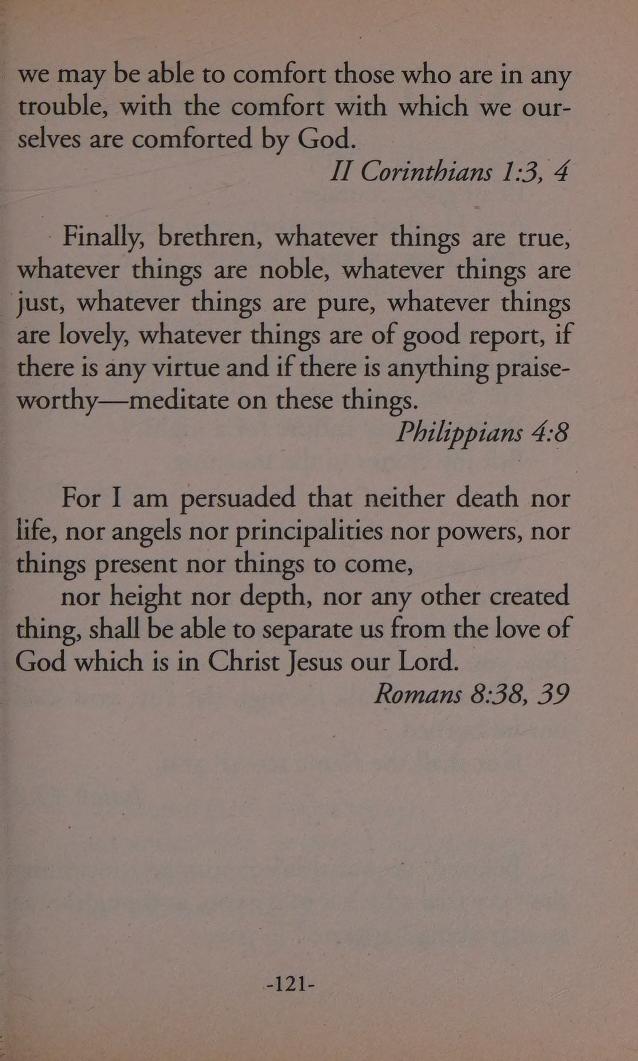 we may be able to comfort those who are in any
trouble, with the comfort with which we our-
selves are comforted by God.
II Corinthians 1:3, 4
Finally, brethren, whatever things are true,
whatever things are noble, whatever things are
just, whatever things are pure, whatever things
are lovely, whatever things are of good report, if
there is any virtue and if there is anything praise-
worthy—meditate on these things.
Philippians 4:8
For I am persuaded that neither death nor
life, nor angels nor principalities nor powers, nor
things present nor things to come,
nor height nor depth, nor any other created
thing, shall be able to separate us from the love of
God which is in Christ Jesus our Lord.
Romans 8:38, 39
-121-